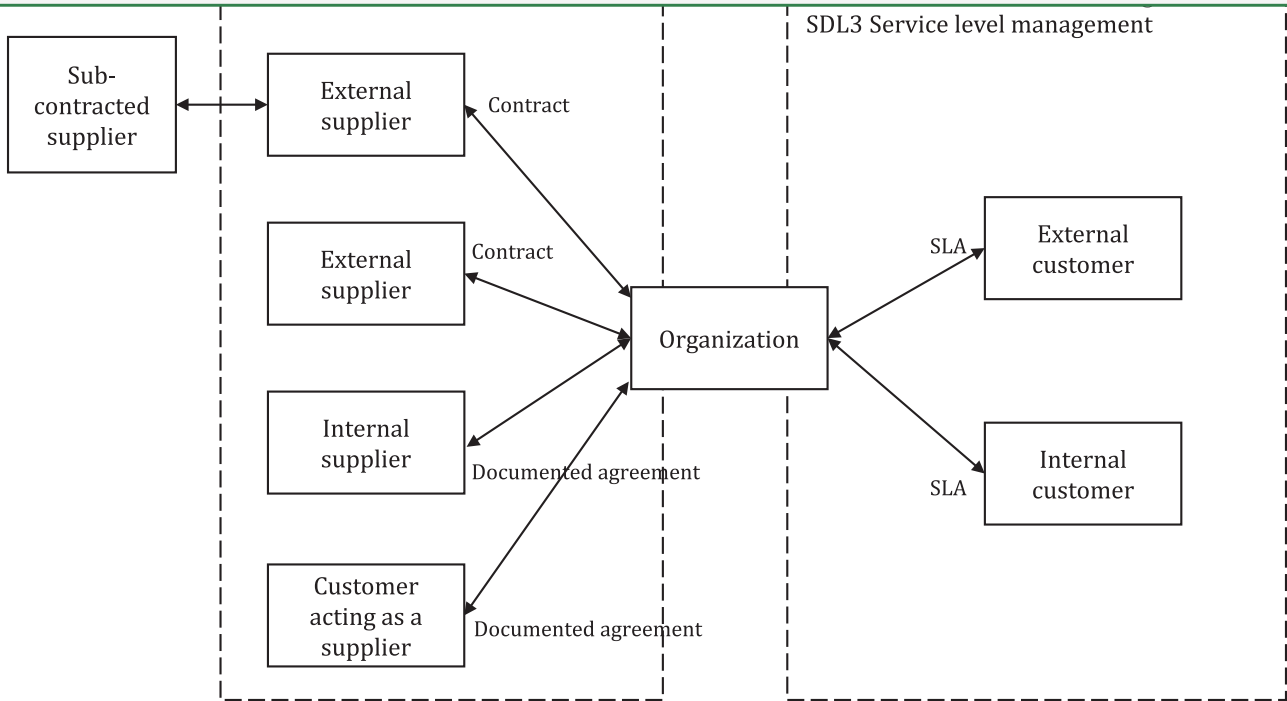 SDL3 Service level management
Sub-
contracted
supplier
External
supplier
Contract
External
supplier
Contract
Internal
supplier
Documented agreement
Customer
acting as a
supplier
Documented agreement
Organization
SLA
External
customer
Internal
customer
SLA